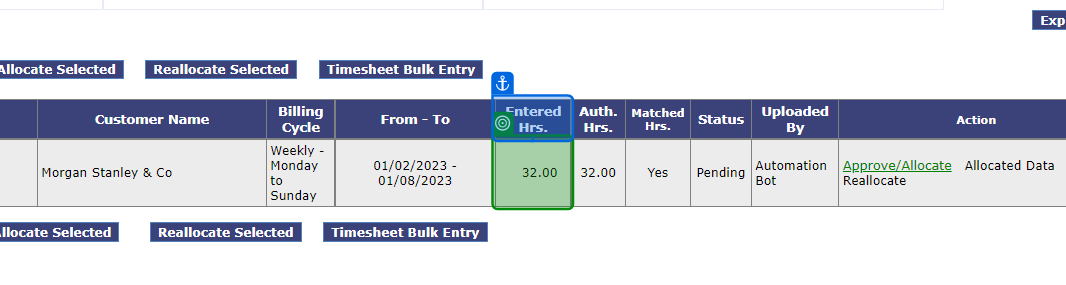 Exp
Allocate Selected Reallocate Selected Timesheet Bulk Entry
Customer Name Billing Cycle From - To Entered Hrs. Auth. Hrs. Matched Hrs. Status Uploaded By Action
Morgan Stanley & Co Weekly - Monday to Sunday 01/02/2023 - 01/08/2023 32.00 32.00 Yes Pending Automation Bot Approve/Allocate Allocated Data Reallocate
Allocate Selected Reallocate Selected Timesheet Bulk Entry